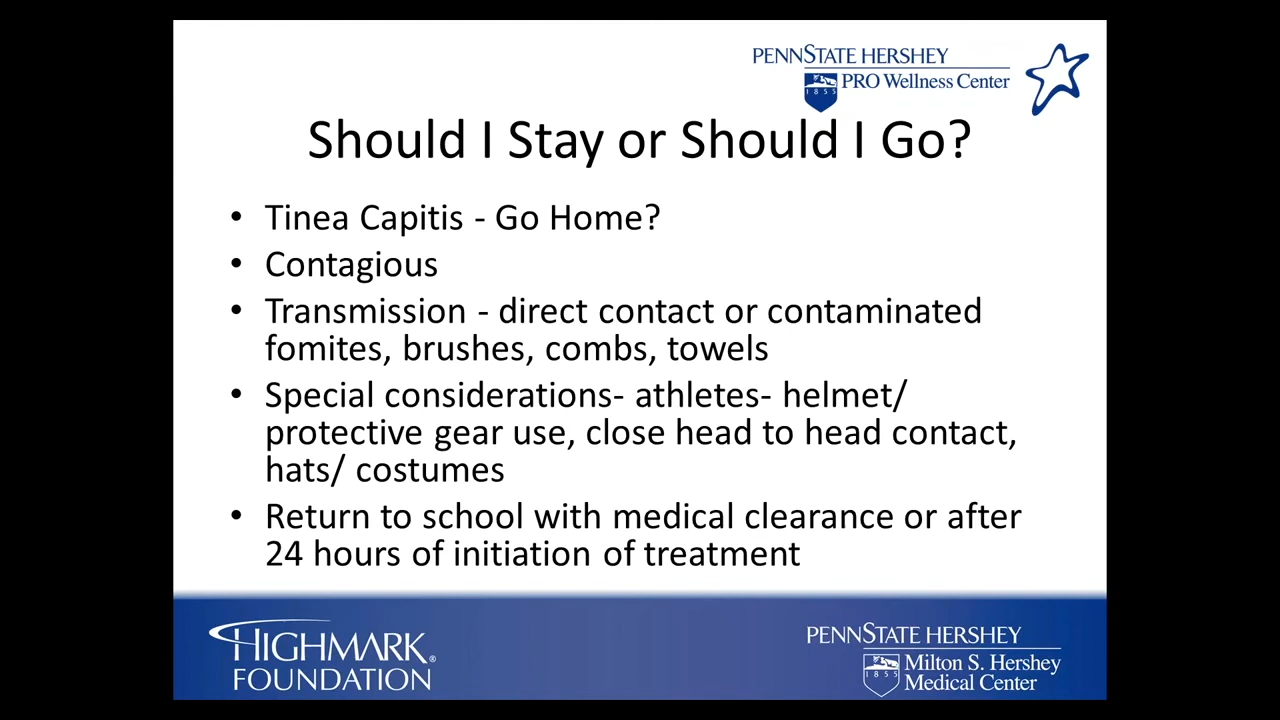 PENNSTATE HERSHEY
PRO Wellness Center
1855
Should I Stay or Should I Go?
• Tinea Capitis - Go Home?
• Contagious
• Transmission - direct contact or contaminated
fomites, brushes, combs, towels
• Special considerations- athletes- helmet/
protective gear use, close head to head contact,
hats/ costumes
• Return to school with medical clearance or after
24 hours of initiation of treatment
HIGHMARK®
FOUNDATION
PENNSTATE HERSHEY
Milton S. Hershey
1855
Medical Center